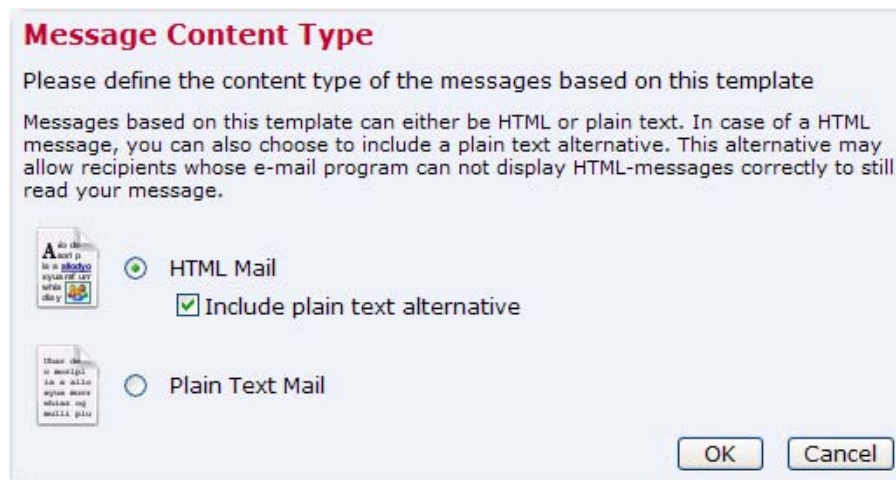 Message Content Type
Please define the content type of the messages based on this template
Messages based on this template can either be HTML or plain text. In case of a HTML
message, you can also choose to include a plain text alternative. This alternative may
allow recipients whose e-mail program can not display HTML-messages correctly to still
read your message.
HTML Mail
Include plain text alternative
Plain Text Mail
OK Cancel